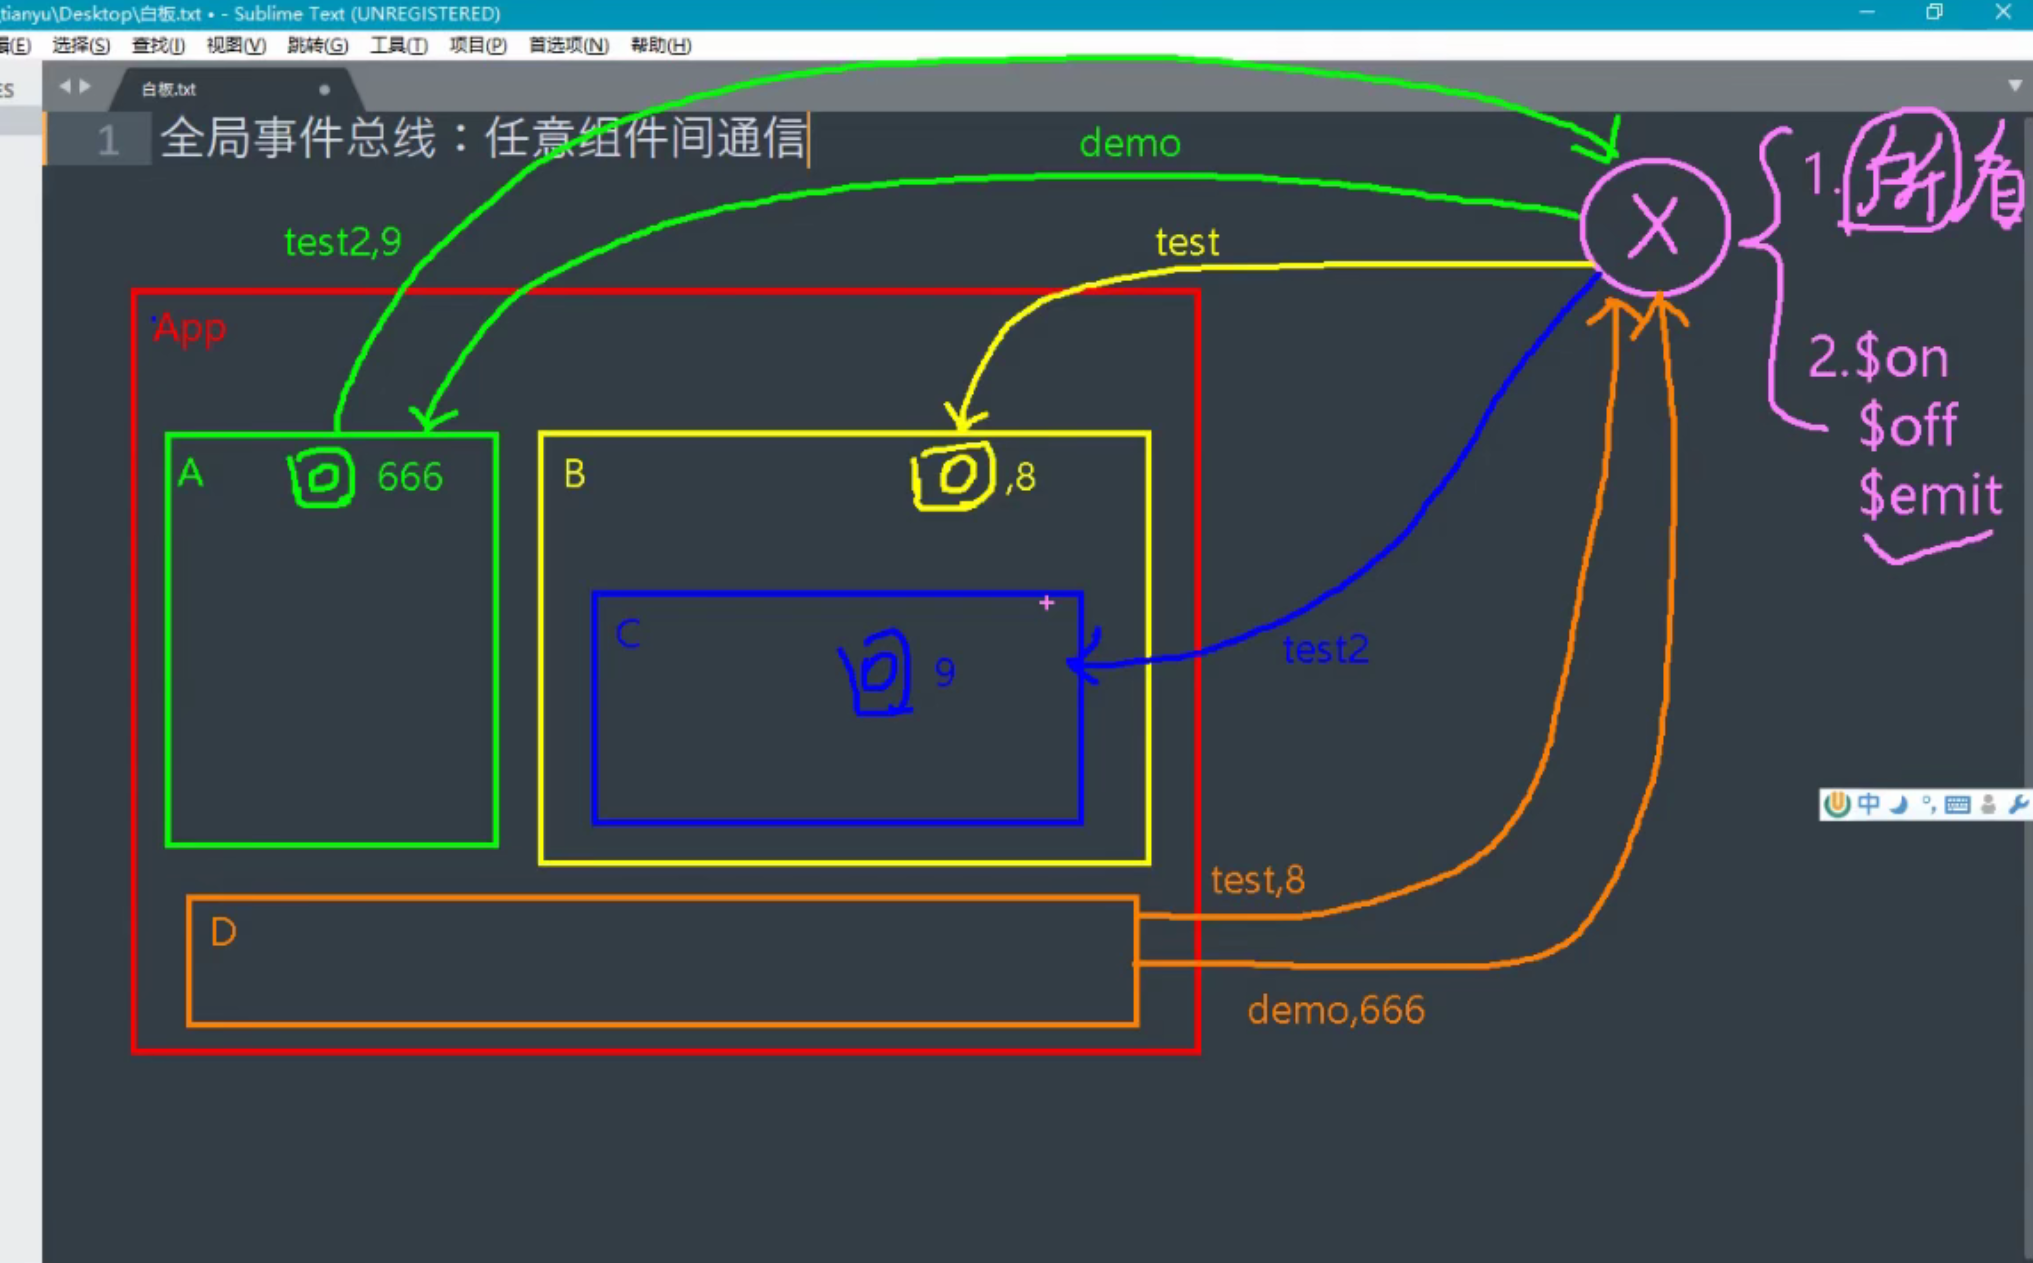 tianyu\Desktop\白板.txt • - Sublime Text (UNREGISTERED)
辑(E) 选择(S) 查找(I) 视图(V) 跳转(G) 工具(T) 项目(P) 首选项(N) 帮助(H)
ES
白板.txt
1 全局事件总线：任意组件间通信
demo
X
1.所有看
test2,9
test
App
2.$on
$off
$emit
A 666
B ,8
C 9
test2
中
test,8
D
demo,666